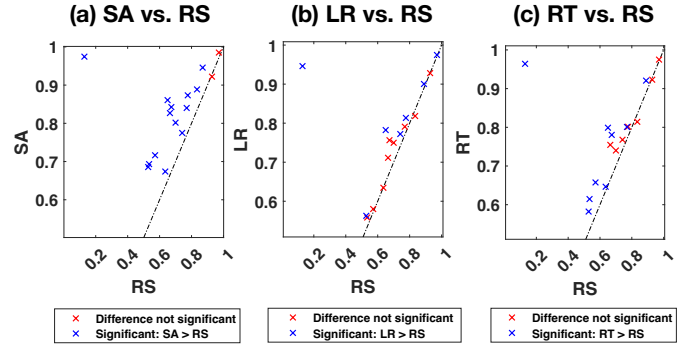 (a) SA vs. RS
(b) LR vs. RS
(c) RT vs. RS
SA
1
0.9
0.8
0.7
0.6
0.2
0.4
0.6
0.8
1
RS
LR
1
0.9
0.8
0.7
0.6
0.2
0.4
0.6
0.8
1
RS
RT
1
0.9
0.8
0.7
0.6
0.2
0.4
0.6
0.8
1
RS
Difference not significant
Significant: SA > RS
Difference not significant
Significant: LR > RS
Difference not significant
Significant: RT > RS